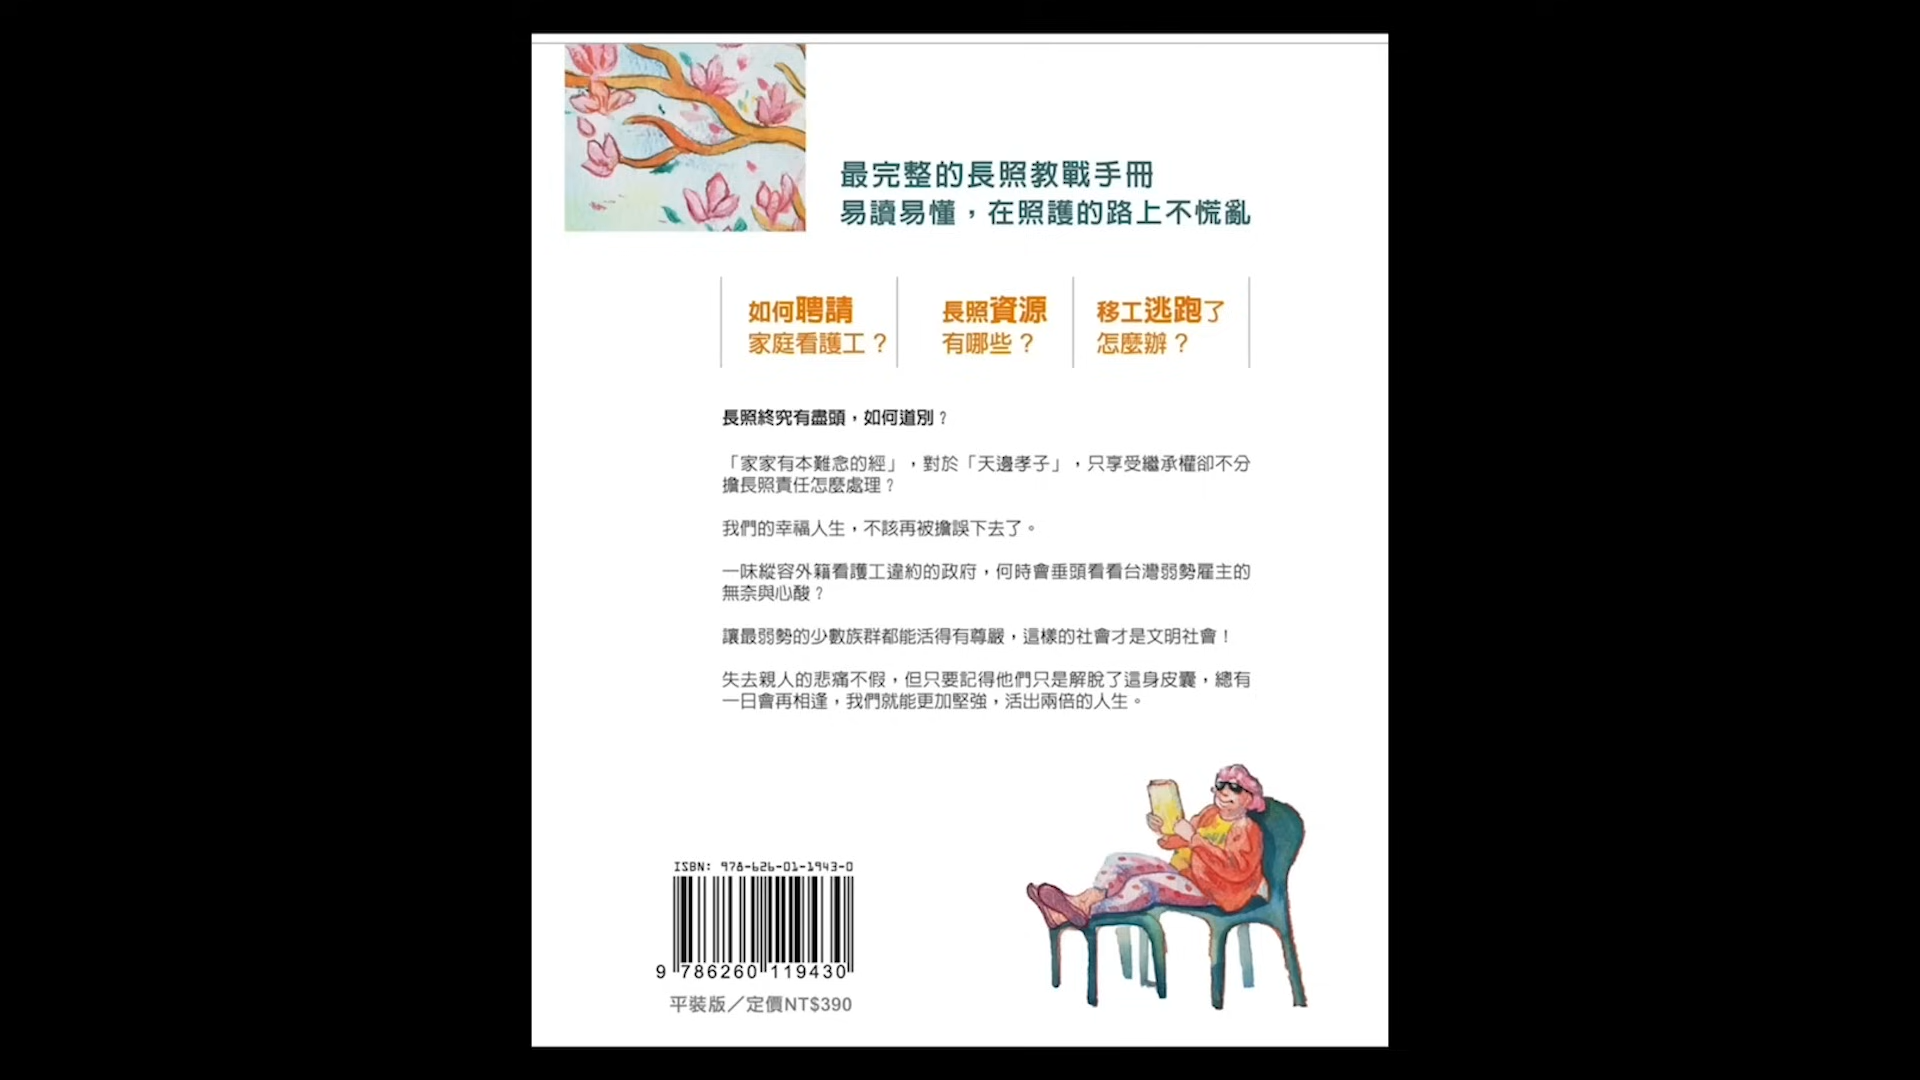 最完整的長照教戰手冊
易讀易懂，在照護的路上不慌亂
如何聘請
家庭看護工？
長照資源
有哪些？
移工逃跑了
怎麼辦？
長照終究有盡頭，如何道別？
「家家有本難念的經」，對於「天邊孝子」，只享受繼承權卻不分
擔長照責任怎麼處理？
我們的幸福人生，不該再被擔誤下去了。
一味縱容外籍看護工違約的政府，何時會垂頭看看台灣弱勢雇主的
無奈與心酸？
讓最弱勢的少數族群都能活得有尊嚴，這樣的社會才是文明社會！
失去親人的悲痛不假，但只要記得他們只是解脫了這身皮囊，總有
一日會再相逢，我們就能更加堅強，活出兩倍的人生。
ISBN: 978-626-01-1943-0
9 786260 119430
平裝版／定價NT$390